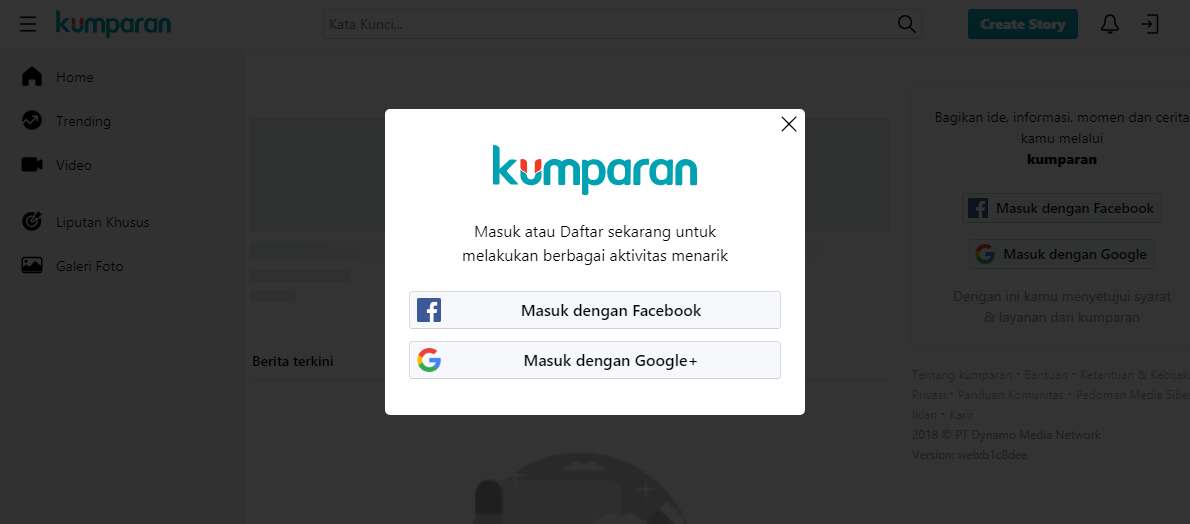 kumparan
Kata Kunci...
Create Story
Home
Trending
Video
Liputan Khusus
Galeri Foto
Berita terkini
kumparan
Masuk atau Daftar sekarang untuk
melakukan berbagai aktivitas menarik
Masuk dengan Facebook
Masuk dengan Google+
Bagikan ide, informasi, momen dan cerita
kamu melalui
kumparan
Masuk dengan Facebook
Masuk dengan Google
Dengan ini kamu menyetujui syarat
& layanan dari kumparan
Tentang kumparan · Bantuan · Ketentuan & Kebijak
Privasi · Panduan Komunitas · Pedoman Media Sibe
Iklan · Karir
2018 © PT Dynamo Media Network
Version: web:b1c8dee